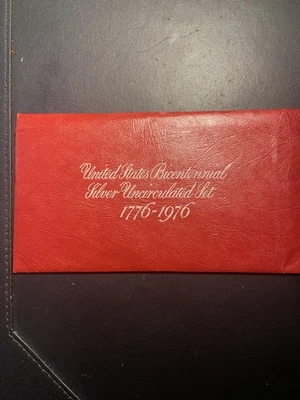 United States Bicentennial
Silver Uncirculated Set
1776-1976